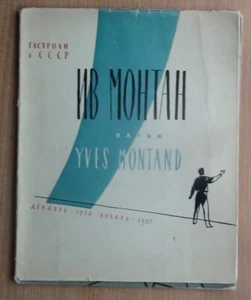 ГАСТРОЛИ
в СССР
ИВ МОНТАН
YVES MONTAND
ДЕКАБРЬ · 1956 ЯНВАРЬ · 1957